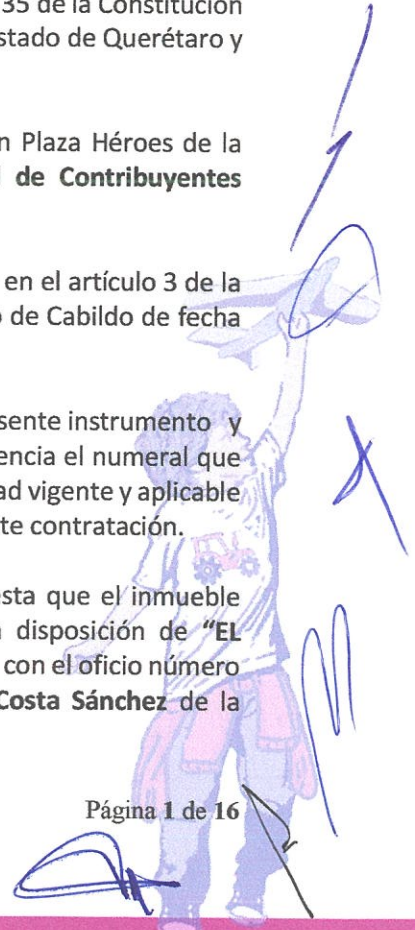 35 de la Constitución
stado de Querétaro y
n Plaza Héroes de la
de Contribuyentes
en el artículo 3 de la
o de Cabildo de fecha
sente instrumento y
encia el numeral que
ad vigente y aplicable
te contratación.
esta que el inmueble
disposición de "EL
con el oficio número
Costa Sánchez de la
Página 1 de 16